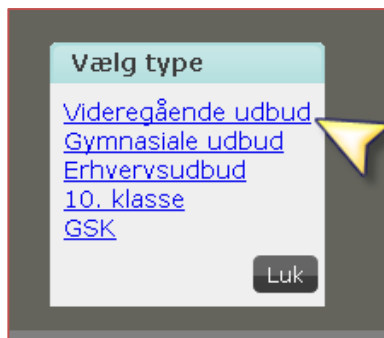 Vælg type
Videregående udbud
Gymnasiale udbud
Erhvervsudbud
10. klasse
GSK
Luk